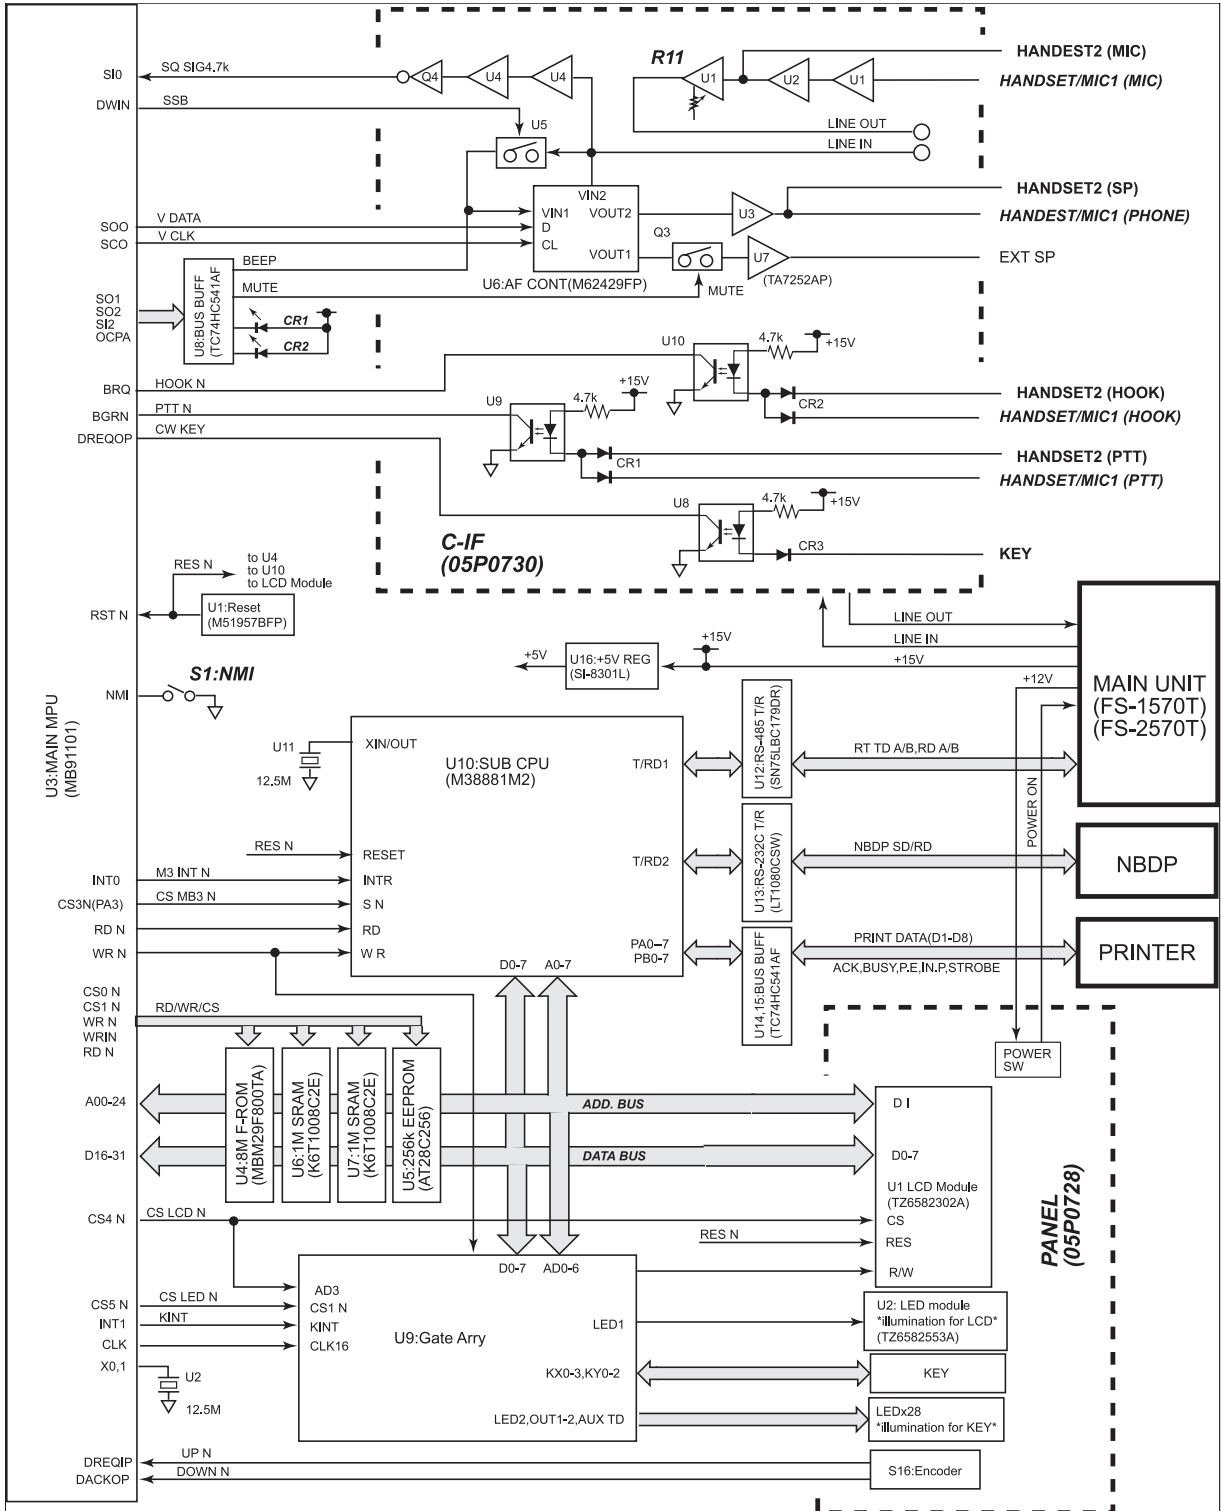 SI0
SQ SIG4.7k
Q4
U4
U4
R11
U1
U2
U1
HANDEST2 (MIC)
HANDSET/MIC1 (MIC)
DWIN
SSB
U5
LINE OUT
LINE IN
VIN2
VIN1
VOUT2
D
CL
VOUT1
U3
HANDSET2 (SP)
HANDEST/MIC1 (PHONE)
SOO
V DATA
SCO
V CLK
Q3
U7
EXT SP
(TA7252AP)
U6:AF CONT(M62429FP)
MUTE
BEEP
MUTE
SO1
SO2
SI2
OCPA
U8:BUS BUFF
(TC74HC541AF
CR1
CR2
U10
4.7k
+15V
BRQ
HOOK N
HANDSET2 (HOOK)
CR2
HANDSET/MIC1 (HOOK)
BGRN
PTT N
U9
4.7k
+15V
DREQOP
CW KEY
HANDSET2 (PTT)
CR1
HANDSET/MIC1 (PTT)
U8
4.7k
+15V
CR3
KEY
C-IF
(05P0730)
RES N
to U4
to U10
to LCD Module
RST N
U1:Reset
(M51957BFP)
LINE OUT
LINE IN
+15V
+15V
+5V
U16:+5V REG
(SI-8301L)
+12V
POWER ON
MAIN UNIT
(FS-1570T)
(FS-2570T)
S1:NMI
NMI
U3:MAIN MPU
(MB91101)
U11
12.5M
XIN/OUT
U10:SUB CPU
(M38881M2)
T/RD1
U12:RS-485 T/R
(SN75LBC179DR)
RT TD A/B,RD A/B
RES N
RESET
T/RD2
U13:RS-232C T/R
(LT1080CSW)
NBDP SD/RD
NBDP
INT0
M3 INT N
INTR
CS3N(PA3)
CS MB3 N
S N
RD N
RD
WR N
W R
PA0–7
PB0-7
D0-7
A0-7
U14,15:BUS BUFF
(TC74HC541AF
PRINT DATA(D1-D8)
ACK,BUSY,P.E,IN.P,STROBE
PRINTER
CS0 N
CS1 N
WR N
WRIN
RD N
RD/WR/CS
POWER
SW
U4:8M F-ROM
(MBM29F800TA)
U6:1M SRAM
(K6T1008C2E)
U7:1M SRAM
(K6T1008C2E)
U5:256k EEPROM
(AT28C256)
A00-24
ADD. BUS
D I
D16-31
DATA BUS
D0-7
U1 LCD Module
(TZ6582302A)
CS4 N
CS LCD N
CS
RES N
RES
R/W
PANEL
(05P0728)
D0-7
AD0-6
AD3
CS5 N
CS LED N
CS1 N
INT1
KINT
KINT
CLK
CLK16
U9:Gate Arry
LED1
U2: LED module
*illumination for LCD*
(TZ6582553A)
X0,1
U2
12.5M
KX0-3,KY0-2
KEY
LED2,OUT1-2,AUX TD
LEDx28
*illumination for KEY*
DREQIP
UP N
DACKOP
DOWN N
S16:Encoder